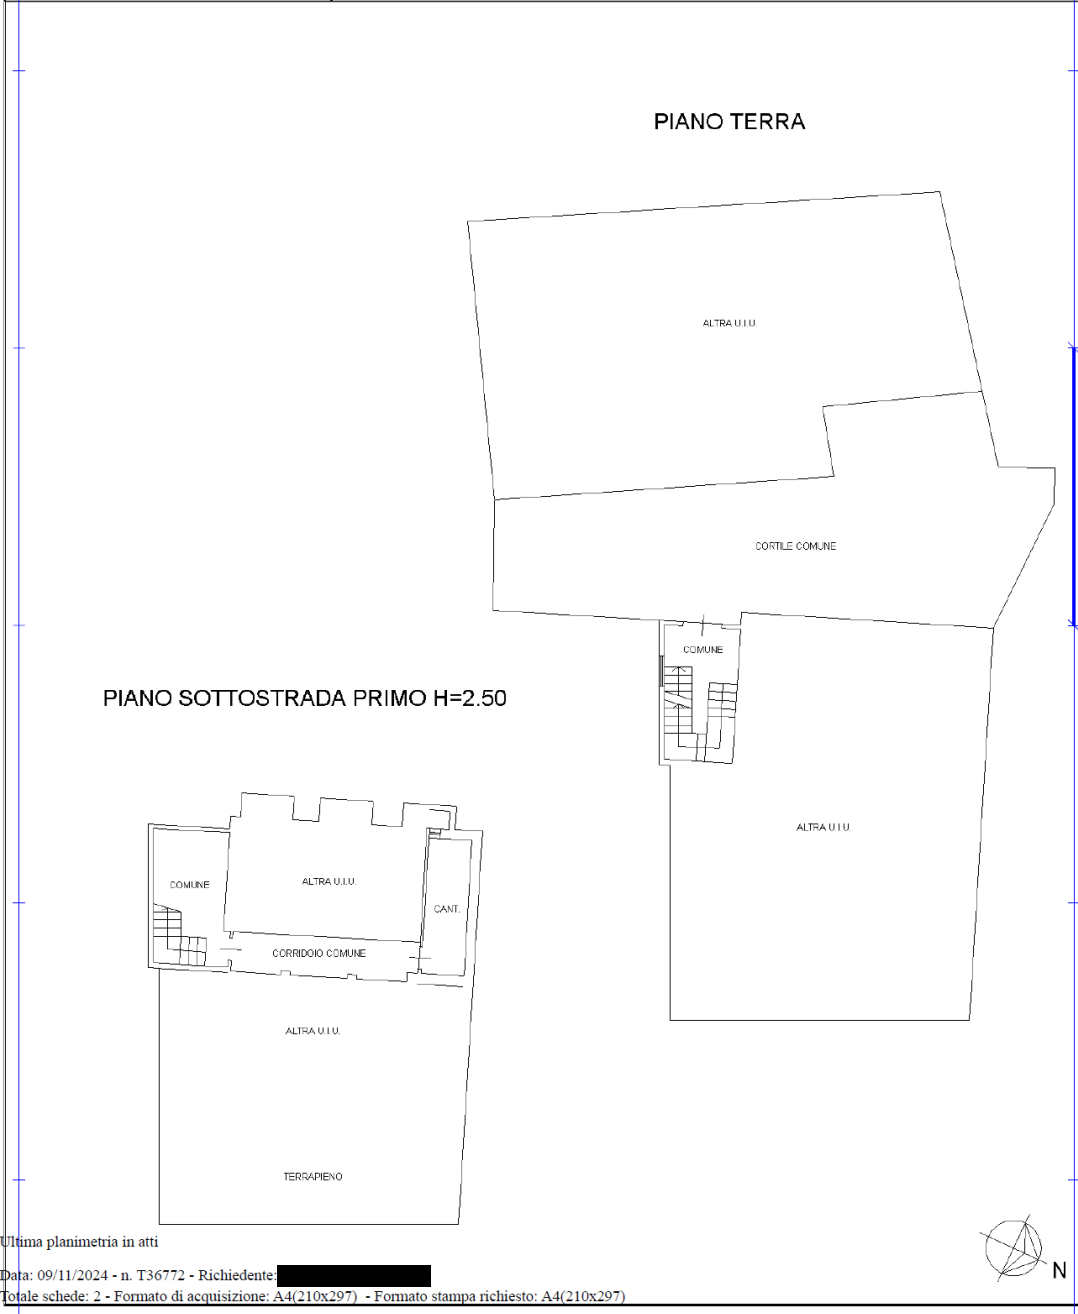 PIANO TERRA
ALTRA U.I.U.
CORTILE COMUNE
COMUNE
PIANO SOTTOSTRADA PRIMO H=2.50
ALTRA U.I.U.
COMUNE
ALTRA U.I.U.
CANT.
CORRIDOIO COMUNE
ALTRA U.I.U.
TERRAPIENO
N
Ultima planimetria in atti
Data: 09/11/2024 - n. T36772 - Richiedente:
Totale schede: 2 - Formato di acquisizione: A4(210x297) - Formato stampa richiesto: A4(210x297)